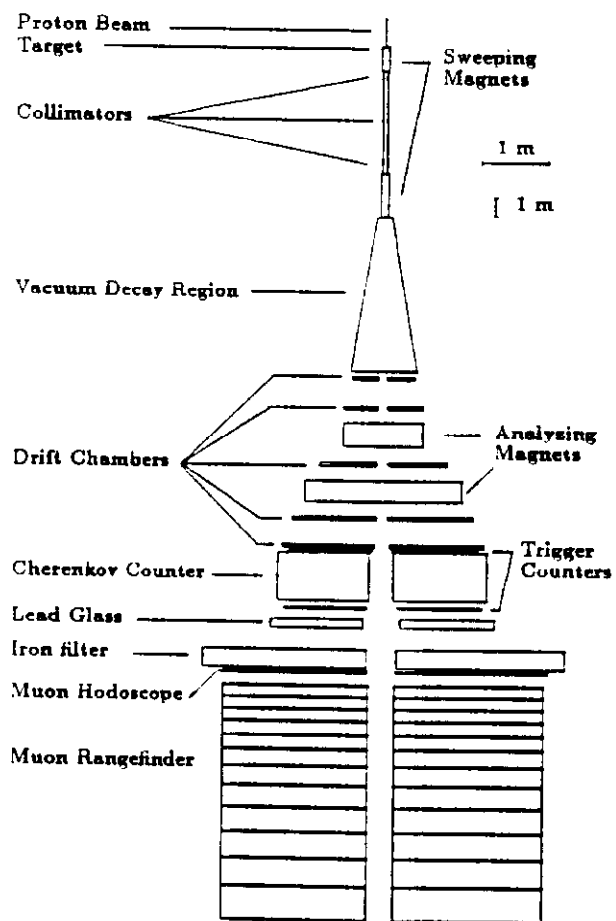 Proton Beam
Target
Sweeping
Magnets
Collimators
1 m
[ 1 m
Vacuum Decay Region
Analyzing
Magnets
Drift Chambers
Trigger
Counters
Cherenkov Counter
Lead Glass
Iron filter
Muon Hodoscope
Muon Rangefinder